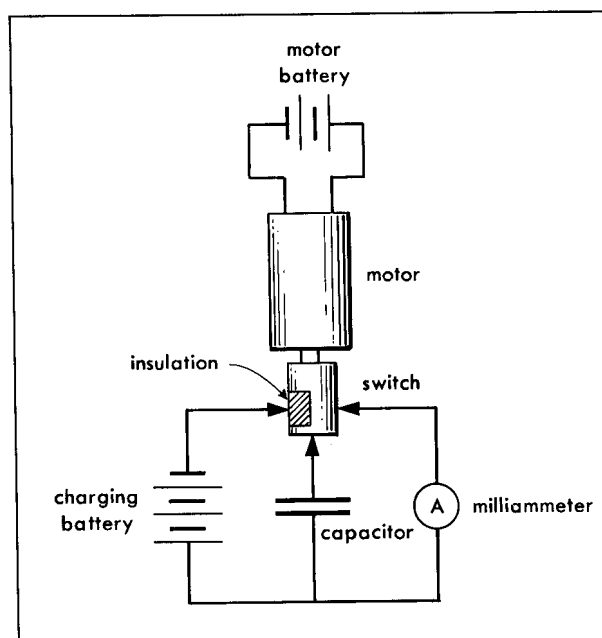 motor
battery
motor
insulation
switch
charging
battery
capacitor
A
milliammeter